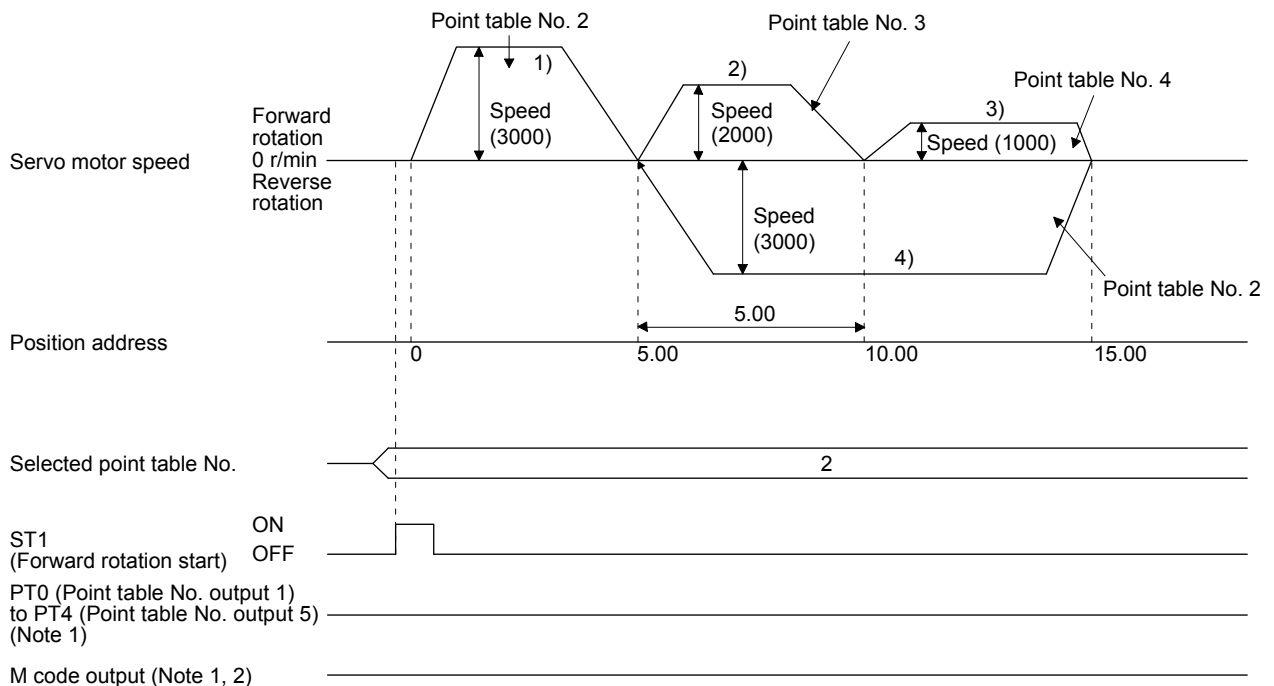 Point table No. 2
Point table No. 3
1)
2)
Point table No. 4
3)
Forward
rotation
0 r/min
Reverse
rotation
Servo motor speed
Speed
(3000)
Speed
(2000)
Speed (1000)
Speed
(3000)
4)
Point table No. 2
5.00
Position address
0
5.00
10.00
15.00
Selected point table No.
2
ST1
(Forward rotation start)
ON
OFF
PT0 (Point table No. output 1)
to PT4 (Point table No. output 5)
(Note 1)
M code output (Note 1, 2)